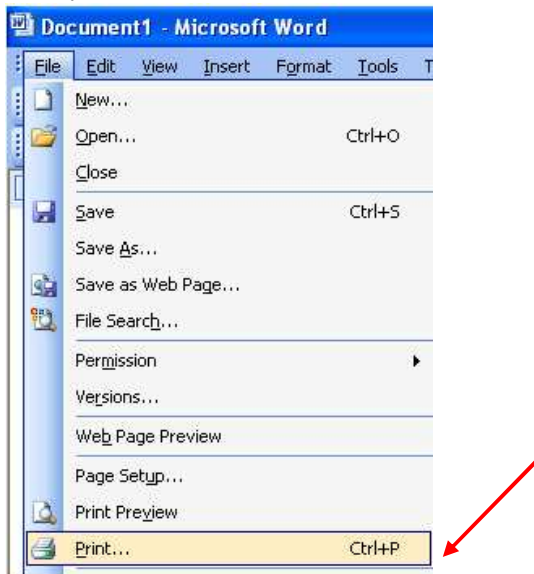 Document1 - Microsoft Word
File Edit View Insert Format Tools T
New...
Open... Ctrl+O
Close
Save Ctrl+S
Save As...
Save as Web Page...
File Search...
Permission
Versions...
Web Page Preview
Page Setup...
Print Preview
Print... Ctrl+P